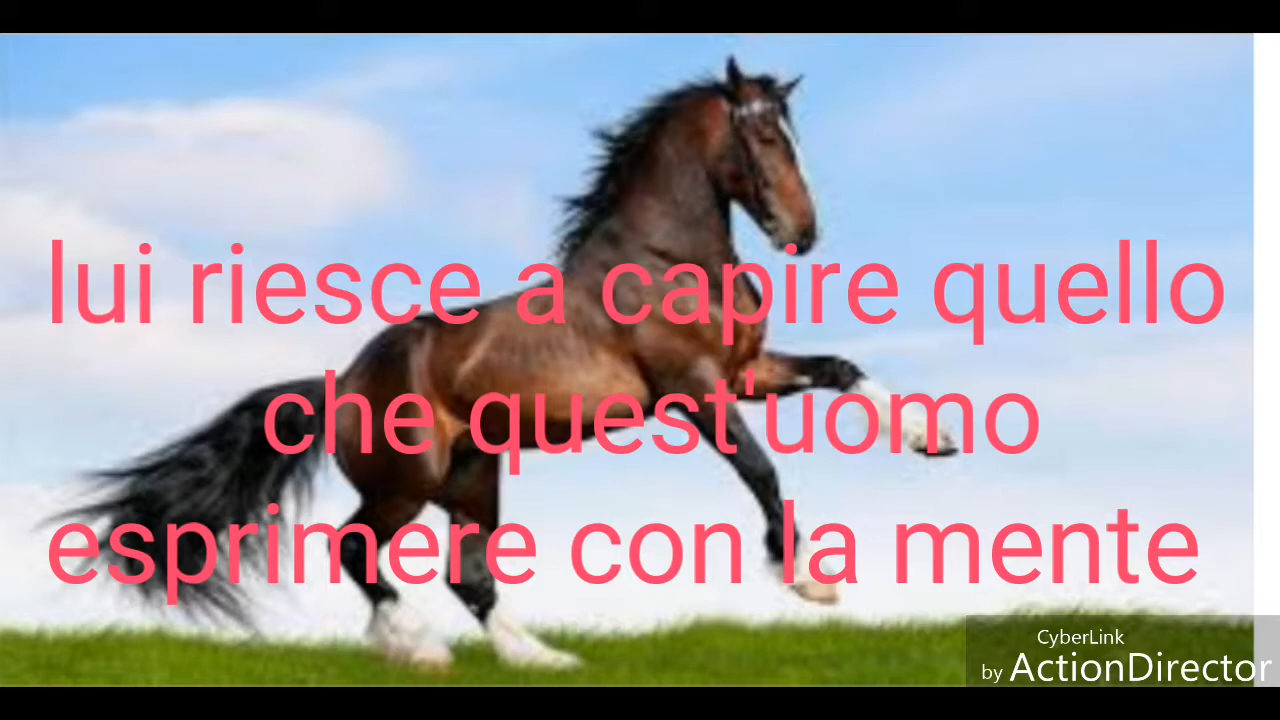 lui riesce a capire quello
che quest'uomo
esprimere con la mente
CyberLink
by ActionDirector